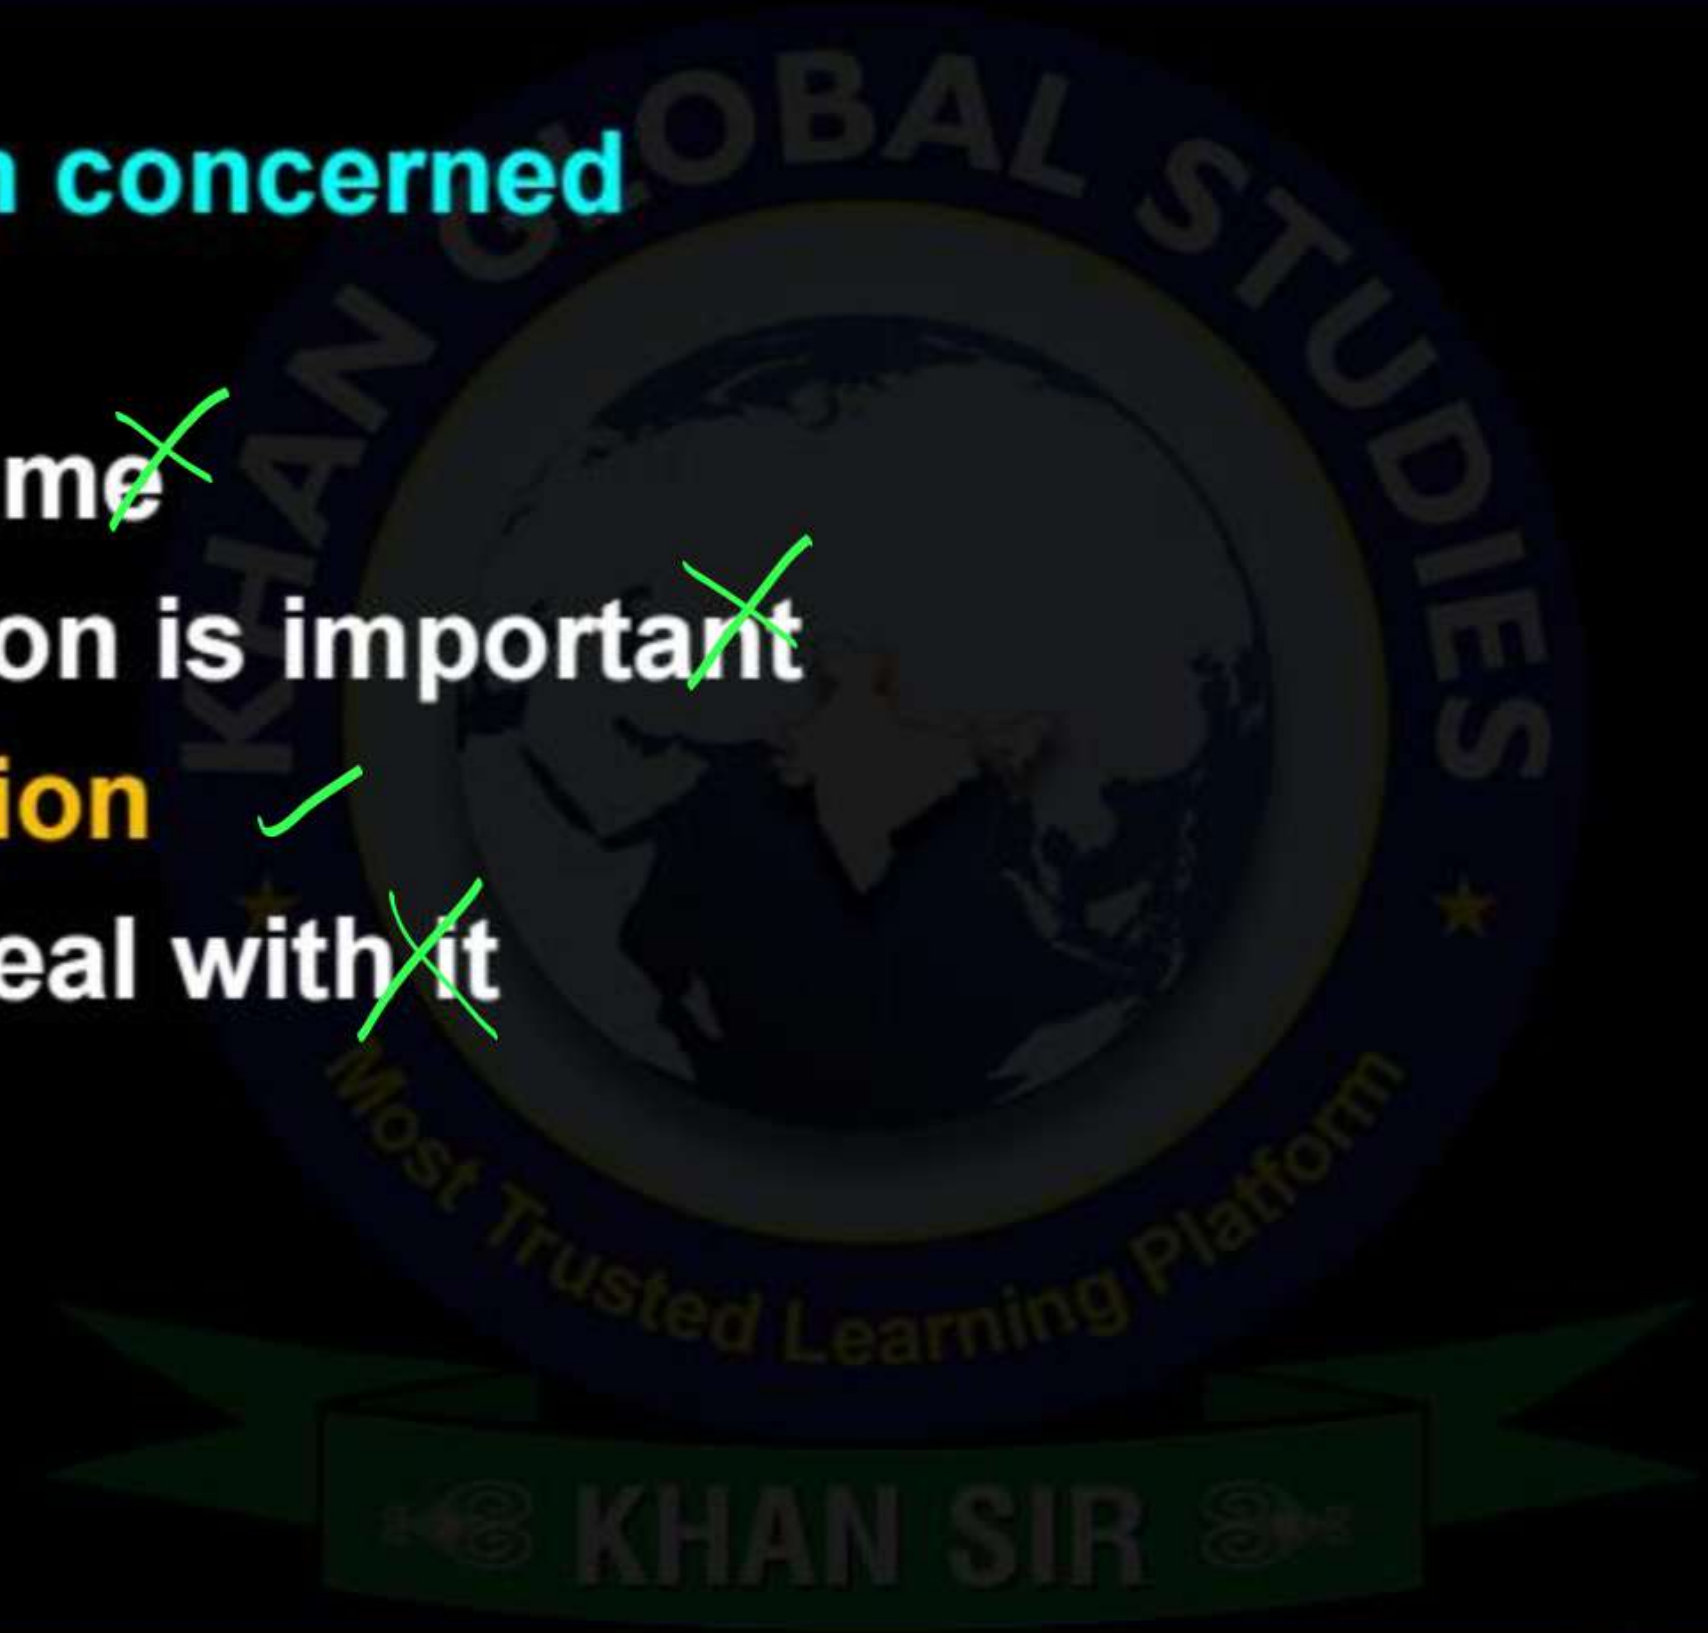 n concerned
me
on is important
ion
eal with it
KHAN GLOBAL STUDIES
Most Trusted Learning Platform
KHAN SIR